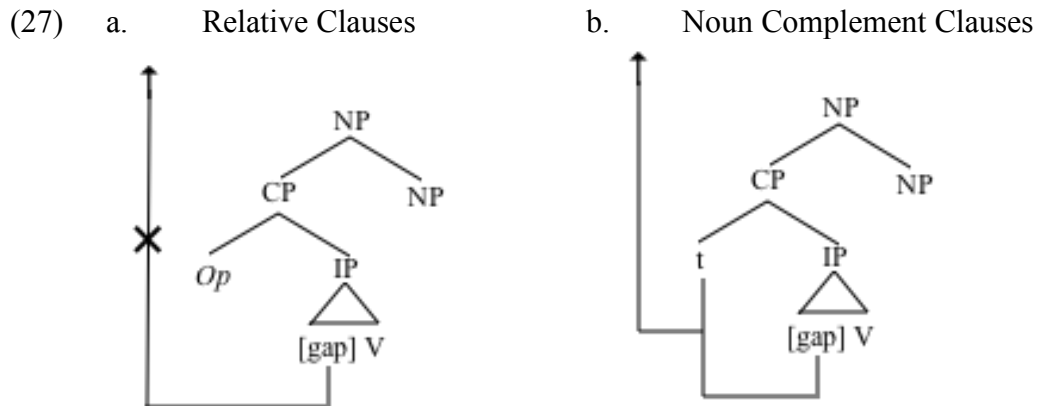 (27) a. Relative Clauses b. Noun Complement Clauses
NP NP
CP NP CP NP
Op IP t IP
[gap] V [gap] V